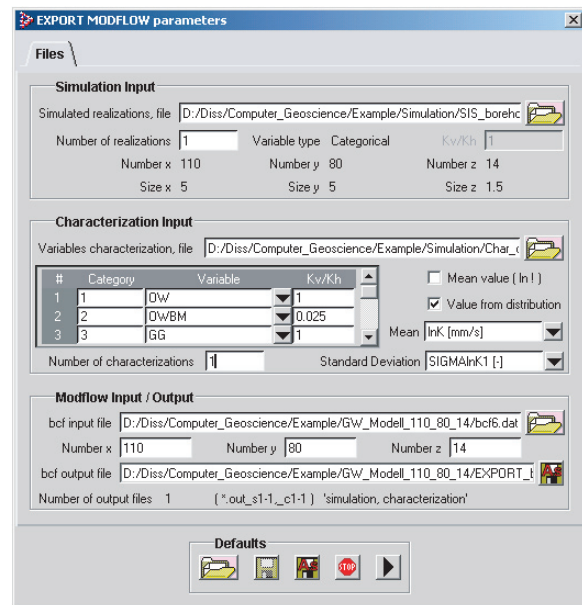 EXPORT MODFLOW parameters
Files
Simulation Input
Simulated realizations, file D:/Diss/Computer_Geoscience/Example/Simulation/SIS_boreho
Number of realizations 1 Variable type Categorical Kv/Kh 1
Number x 110 Number y 80 Number z 14
Size x 5 Size y 5 Size z 1.5
Characterization Input
Variables characterization, file D:/Diss/Computer_Geoscience/Example/Simulation/Char_c
# Category Variable Kv/Kh
Mean value ( ln ! )
1 1 OW 1
Value from distribution
2 2 OWBM 0.025
3 3 GG 1
Mean lnK [mm/s]
Number of characterizations 1 Standard Deviation SIGMAlnK1 [-]
Modflow Input / Output
bcf input file D:/Diss/Computer_Geoscience/Example/GW_Modell_110_80_14/bcf6.dat
Number x 110 Number y 80 Number z 14
bcf output file D:/Diss/Computer_Geoscience/Example/GW_Modell_110_80_14/EXPORT_b
Number of output files 1 ( *.out_s1-1,_c1-1 ) 'simulation, characterization'
Defaults
STOP